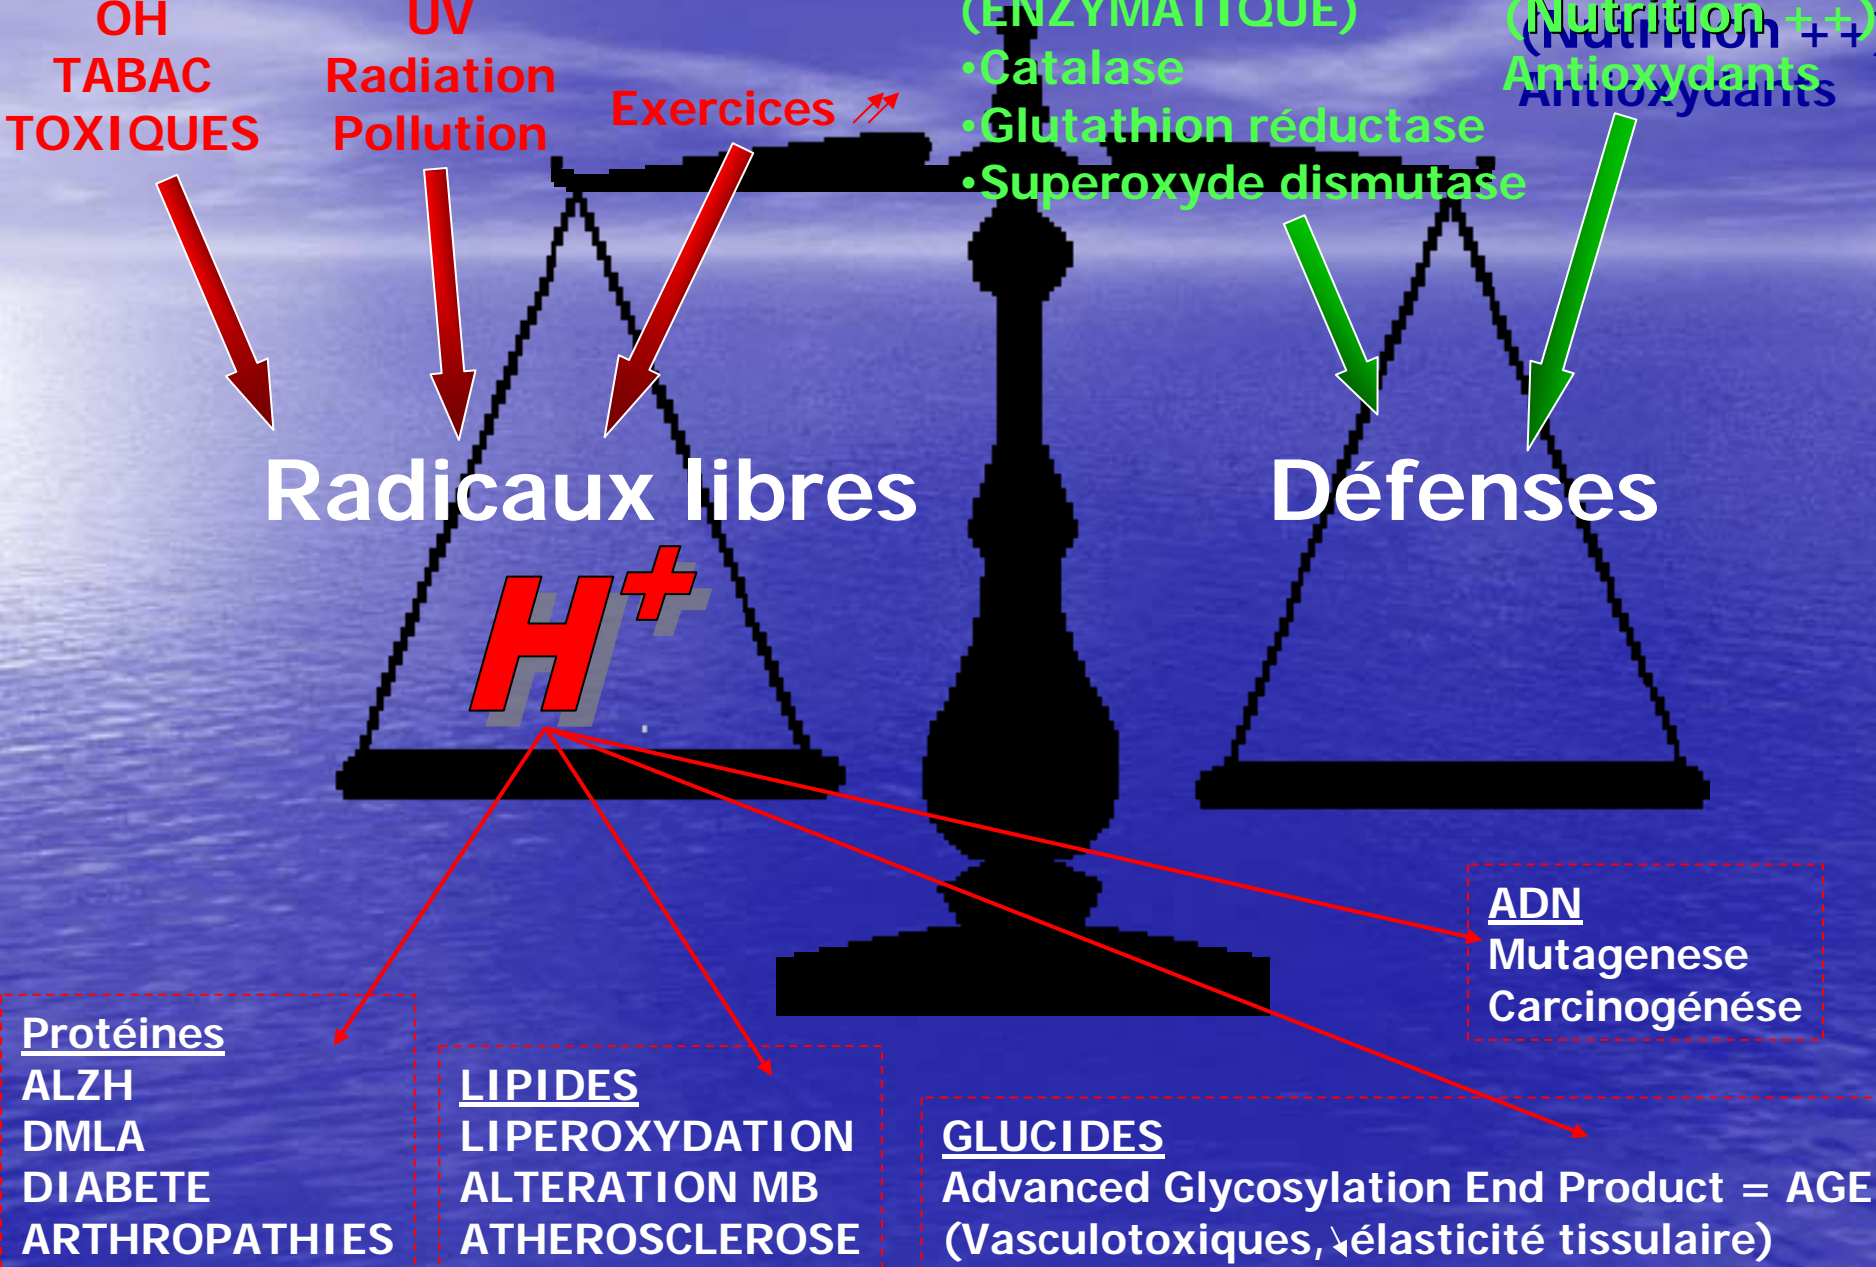 OH
TABAC
TOXIQUES
UV
Radiation
Pollution
Exercices ↗↗
(ENZYMATIQUE)
•Catalase
•Glutathion réductase
•Superoxyde dismutase
(Nutrition ++)
Antioxydants
Radicaux libres
Défenses
H+
ADN
Mutagenese
Carcinogénése
Protéines
ALZH
DMLA
DIABETE
ARTHROPATHIES
LIPIDES
LIPEROXYDATION
ALTERATION MB
ATHEROSCLEROSE
GLUCIDES
Advanced Glycosylation End Product = AGE
(Vasculotoxiques,↘élasticité tissulaire)